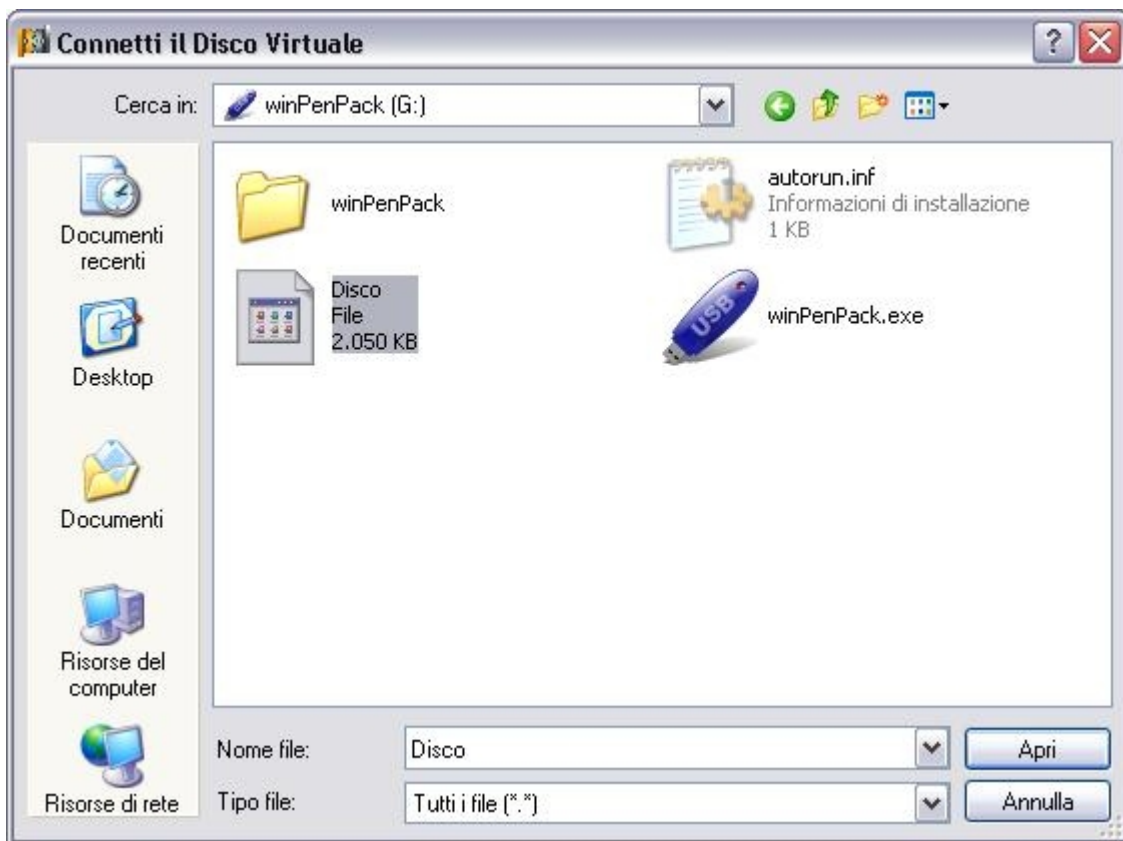 Connetti il Disco Virtuale
Cerca in:
winPenPack (G:)
Documenti
recenti
Desktop
Documenti
Risorse del
computer
Risorse di rete
winPenPack
autorun.inf
Informazioni di installazione
1 KB
Disco
File
2.050 KB
USB
winPenPack.exe
Nome file:
Disco
Apri
Tipo file:
Tutti i file (*.*)
Annulla